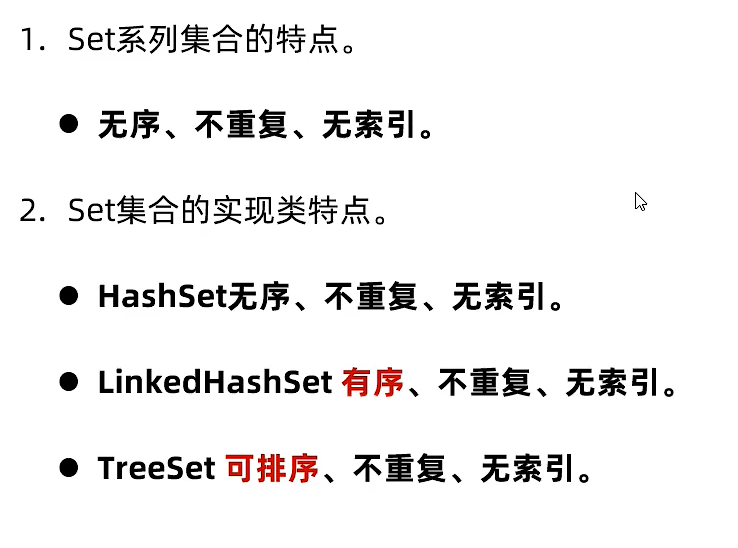 1. Set系列集合的特点。
● 无序、不重复、无索引。
2. Set集合的实现类特点。
● HashSet无序、不重复、无索引。
● LinkedHashSet 有序、不重复、无索引。
● TreeSet 可排序、不重复、无索引。